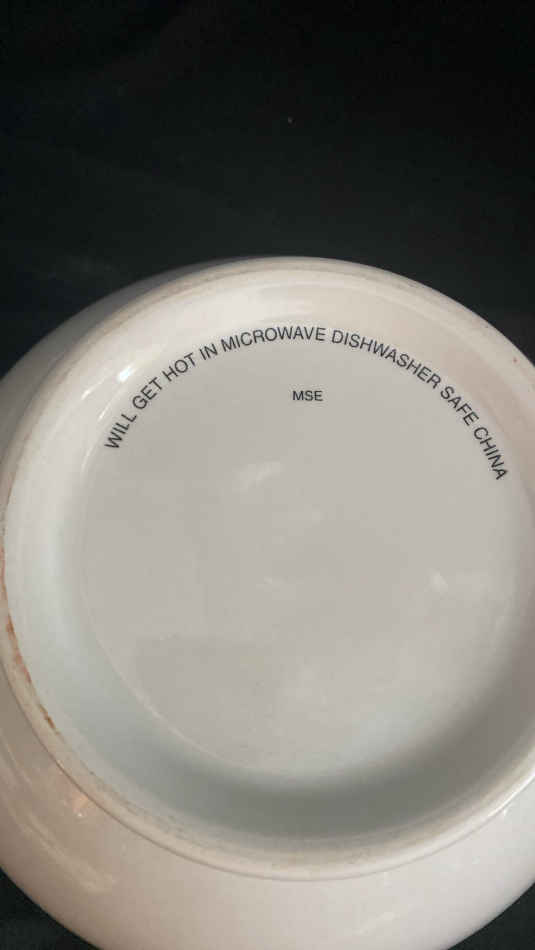 WILL GET HOT IN MICROWAVE DISHWASHER SAFE CHINA
MSE